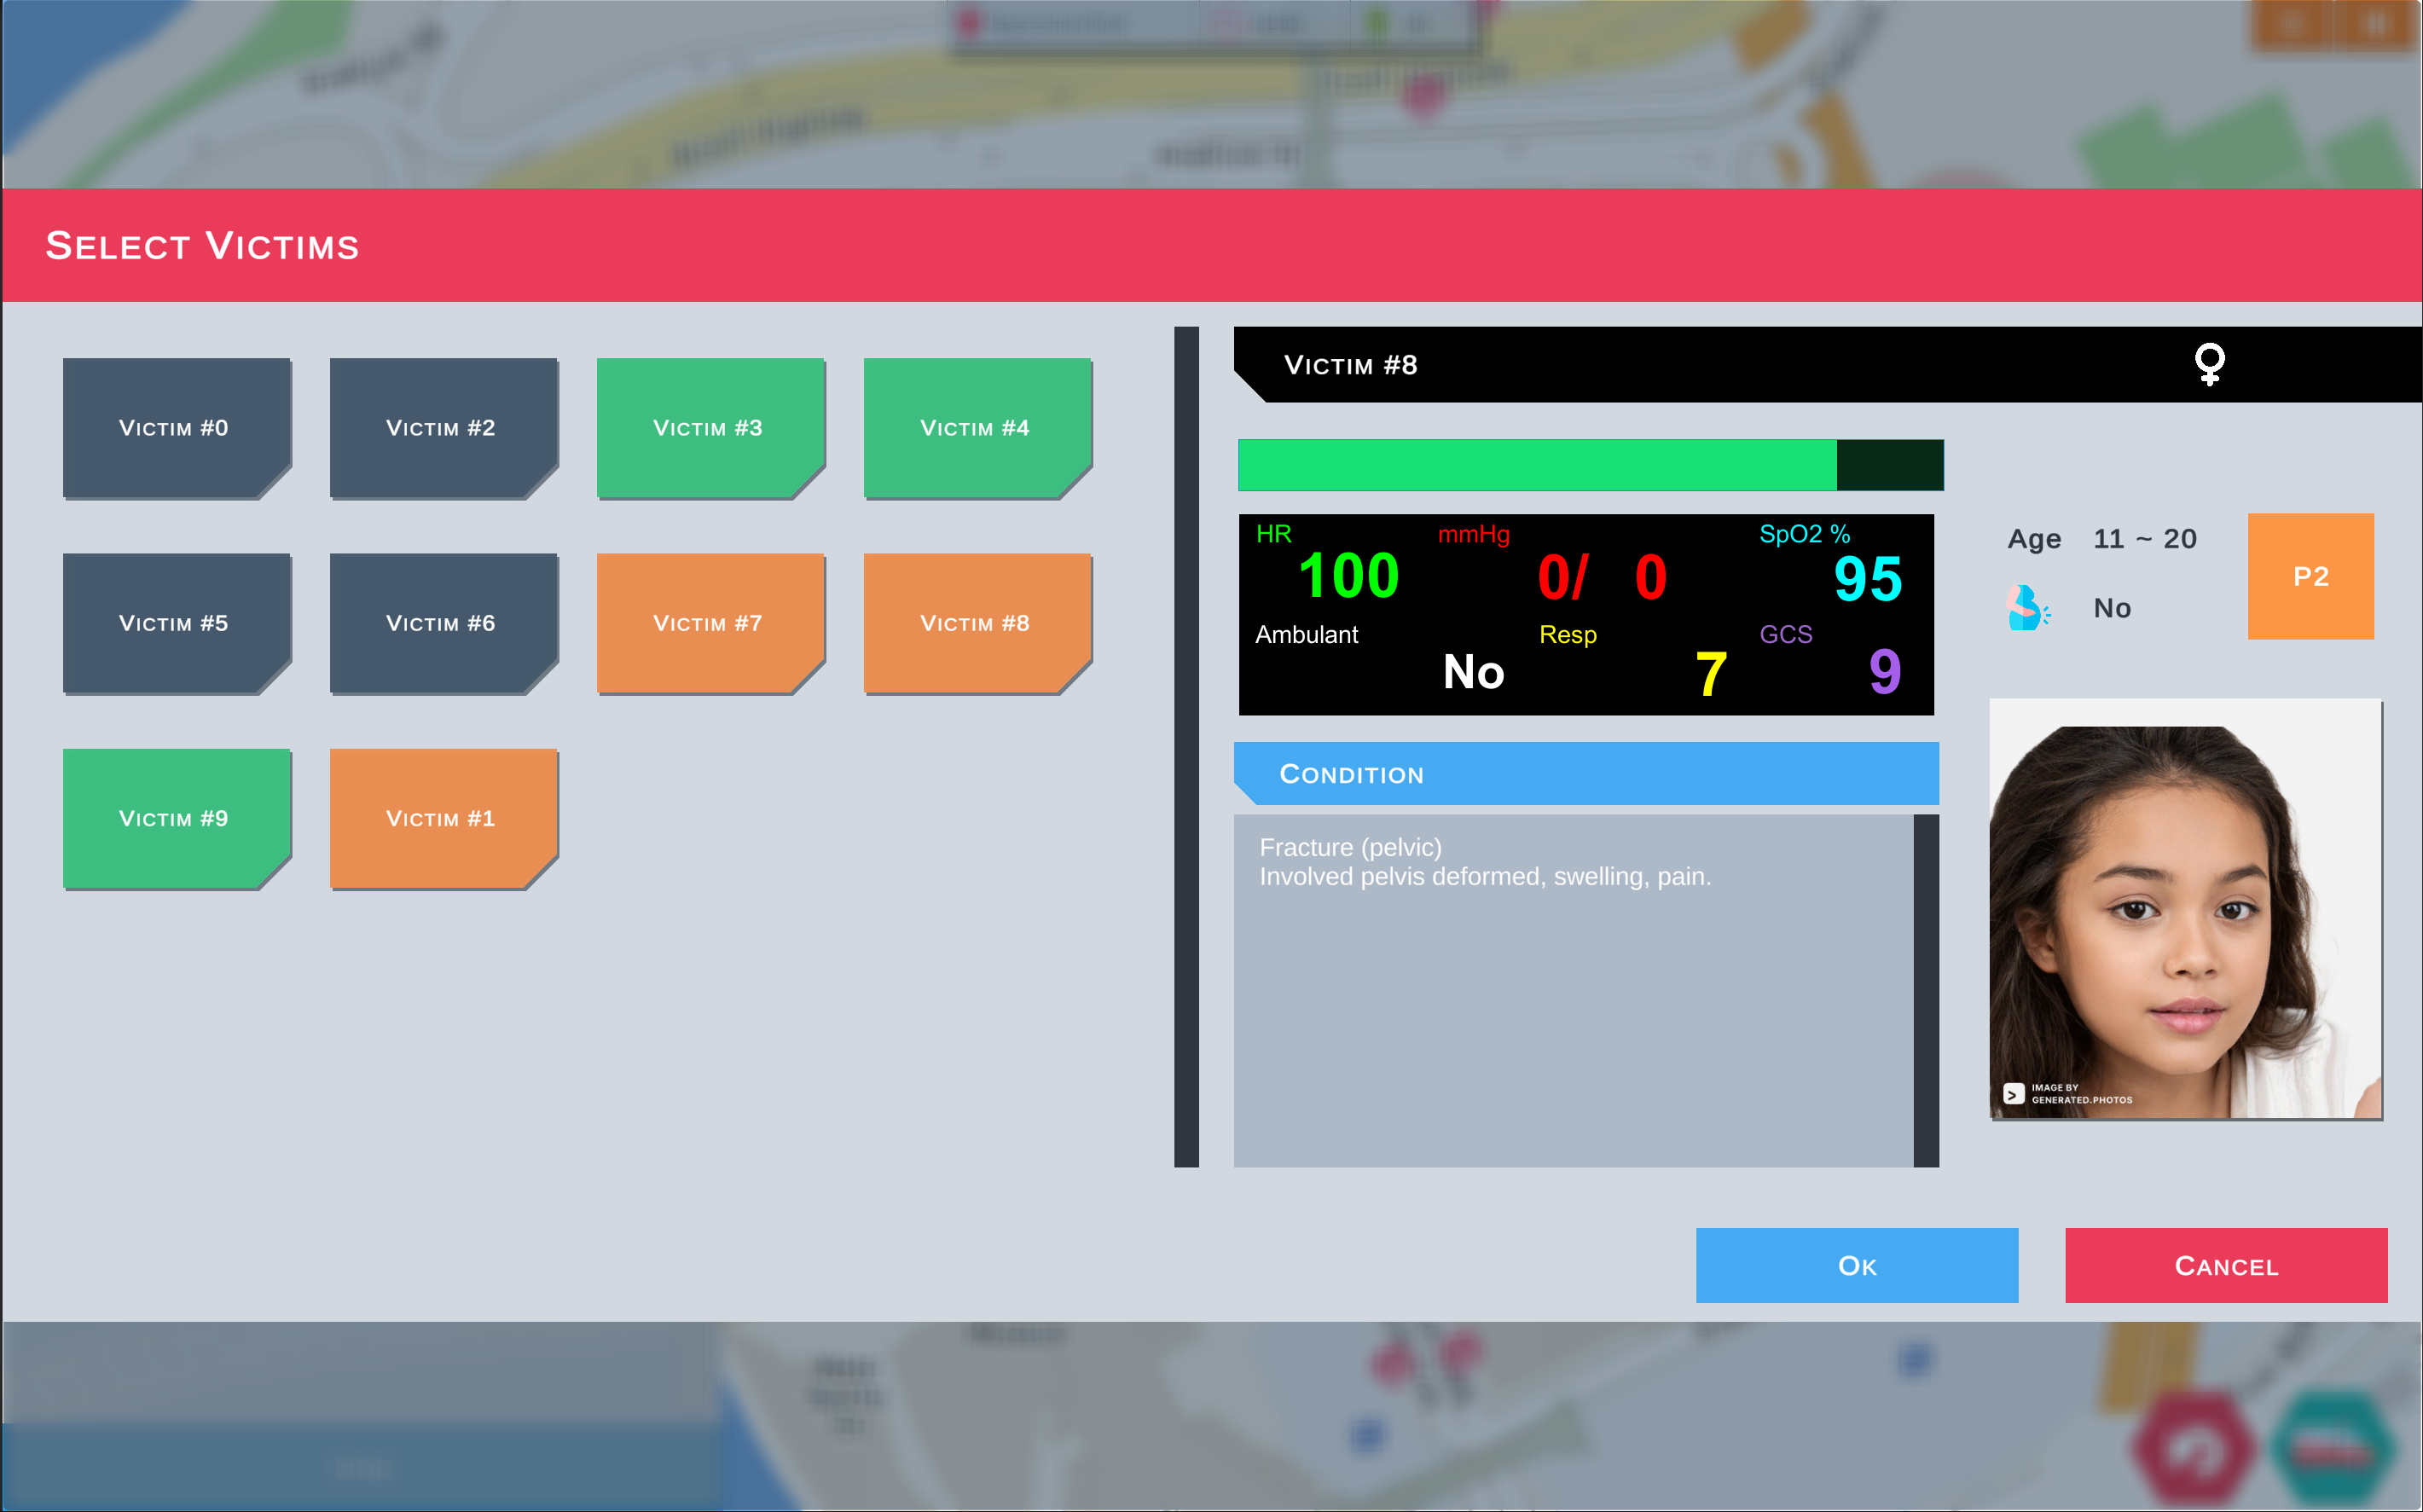 Select Victims
Victim #0
Victim #2
Victim #3
Victim #4
Victim #5
Victim #6
Victim #7
Victim #8
Victim #9
Victim #1
Victim #8
HR
100
mmHg
0/ 0
SpO2 %
95
Ambulant
No
Resp
7
GCS
9
Age 11 ~ 20
No
P2
Condition
Fracture (pelvic)
Involved pelvis deformed, swelling, pain.
IMAGE BY
GENERATED.PHOTOS
Ok
Cancel